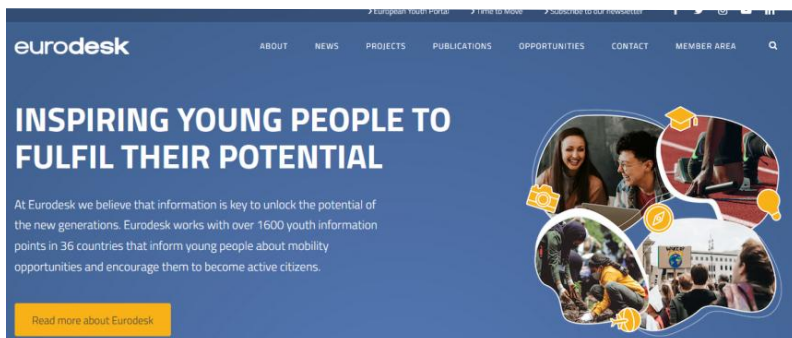 > European Youth Portal > Time to Move > Subscribe to our newsletter
eurodesk
ABOUT NEWS PROJECTS PUBLICATIONS OPPORTUNITIES CONTACT MEMBER AREA
INSPIRING YOUNG PEOPLE TO
FULFIL THEIR POTENTIAL
At Eurodesk we believe that information is key to unlock the potential of
the new generations. Eurodesk works with over 1600 youth information
points in 36 countries that inform young people about mobility
opportunities and encourage them to become active citizens.
Read more about Eurodesk